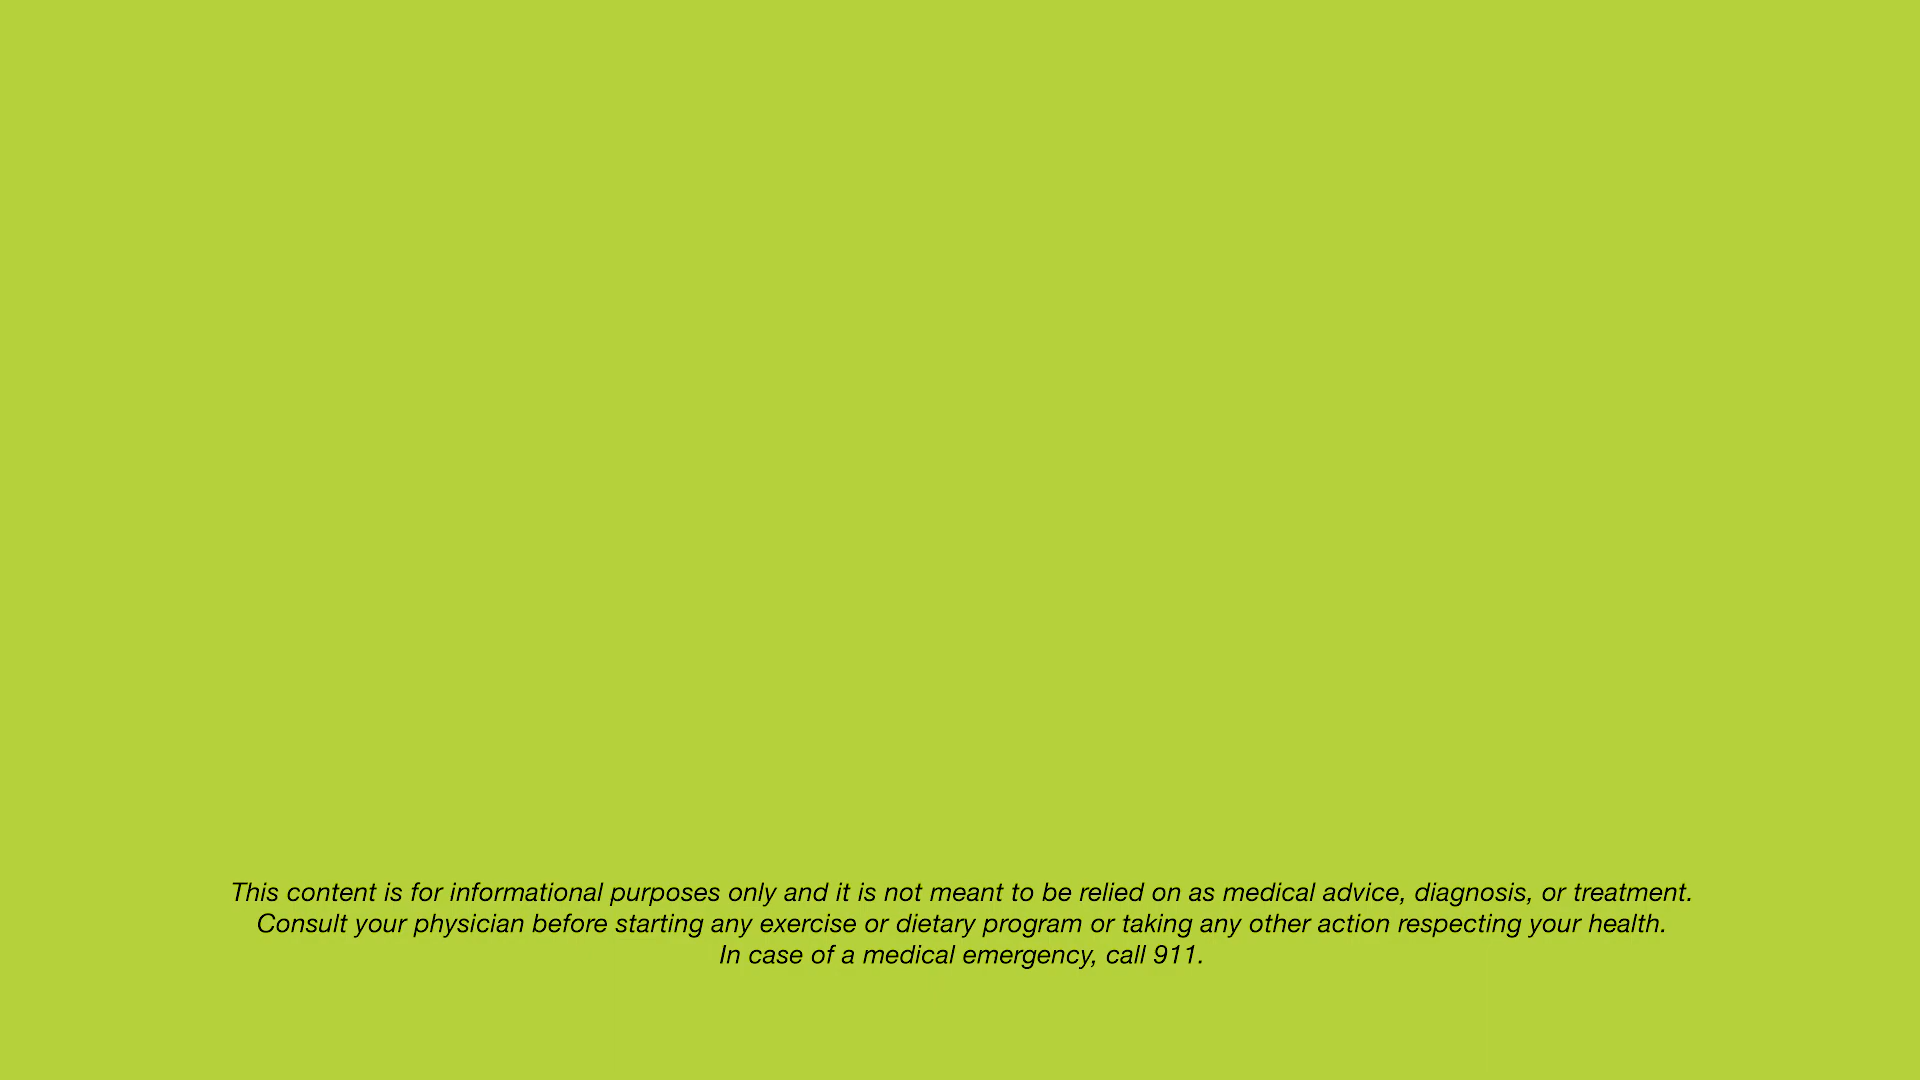 This content is for informational purposes only and it is not meant to be relied on as medical advice, diagnosis, or treatment.
Consult your physician before starting any exercise or dietary program or taking any other action respecting your health.
In case of a medical emergency, call 911.